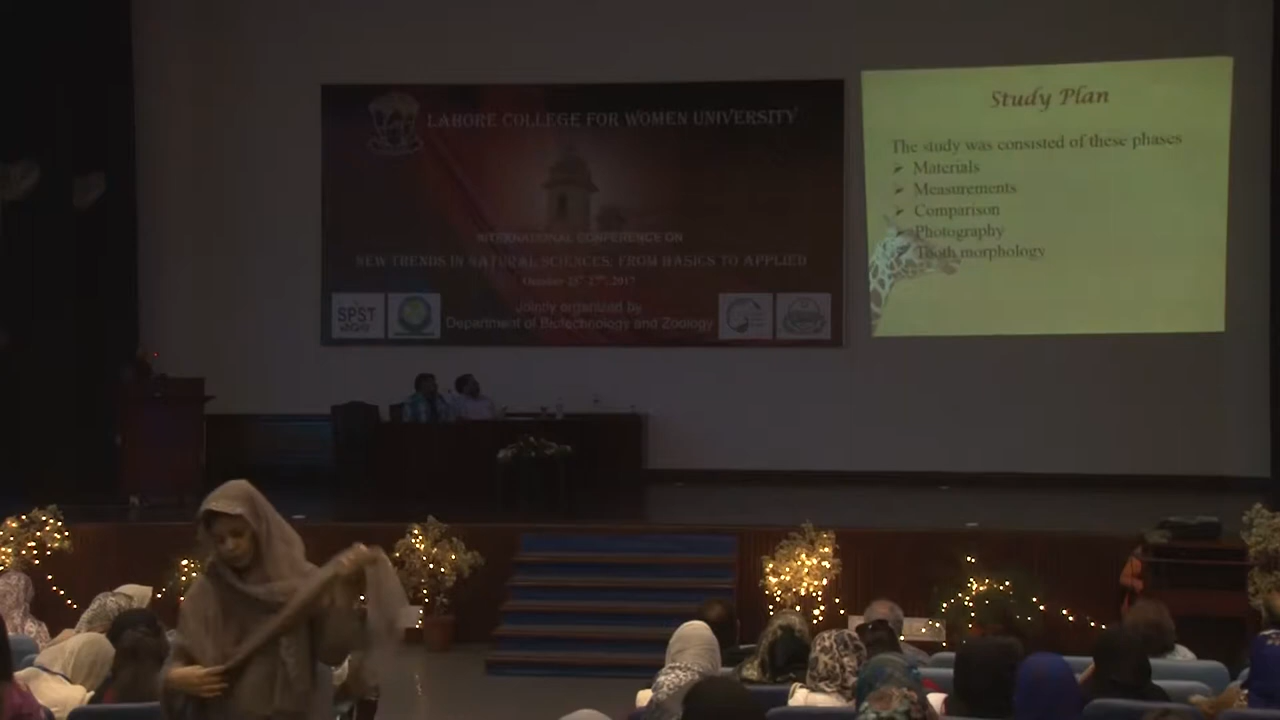 LAHORE COLLEGE FOR WOMEN UNIVERSITY
INTERNATIONAL CONFERENCE ON
NEW TRENDS IN NATURAL SCIENCES: FROM BASICS TO APPLIED
2017
Jointly organized by
Department of Biotechnology and Zoology
SPST
Study Plan
The study was consisted of these phases
Materials
Measurements
Comparison
Photography
Tooth morphology